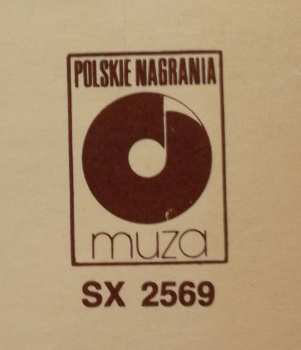 POLSKIE NAGRANIA
muza
SX 2569